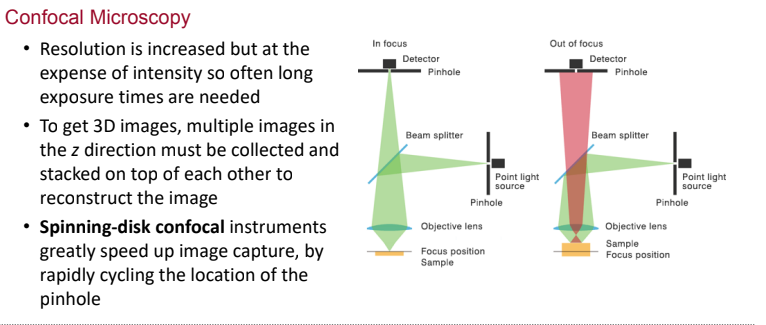 Confocal Microscopy
• Resolution is increased but at the
expense of intensity so often long
exposure times are needed
• To get 3D images, multiple images in
the z direction must be collected and
stacked on top of each other to
reconstruct the image
• Spinning-disk confocal instruments
greatly speed up image capture, by
rapidly cycling the location of the
pinhole
In focus
Detector
Pinhole
Beam splitter
Point light
source
Pinhole
Objective lens
Focus position
Sample
Out of focus
Detector
Pinhole
Beam splitter
Point light
source
Pinhole
Objective lens
Sample
Focus position